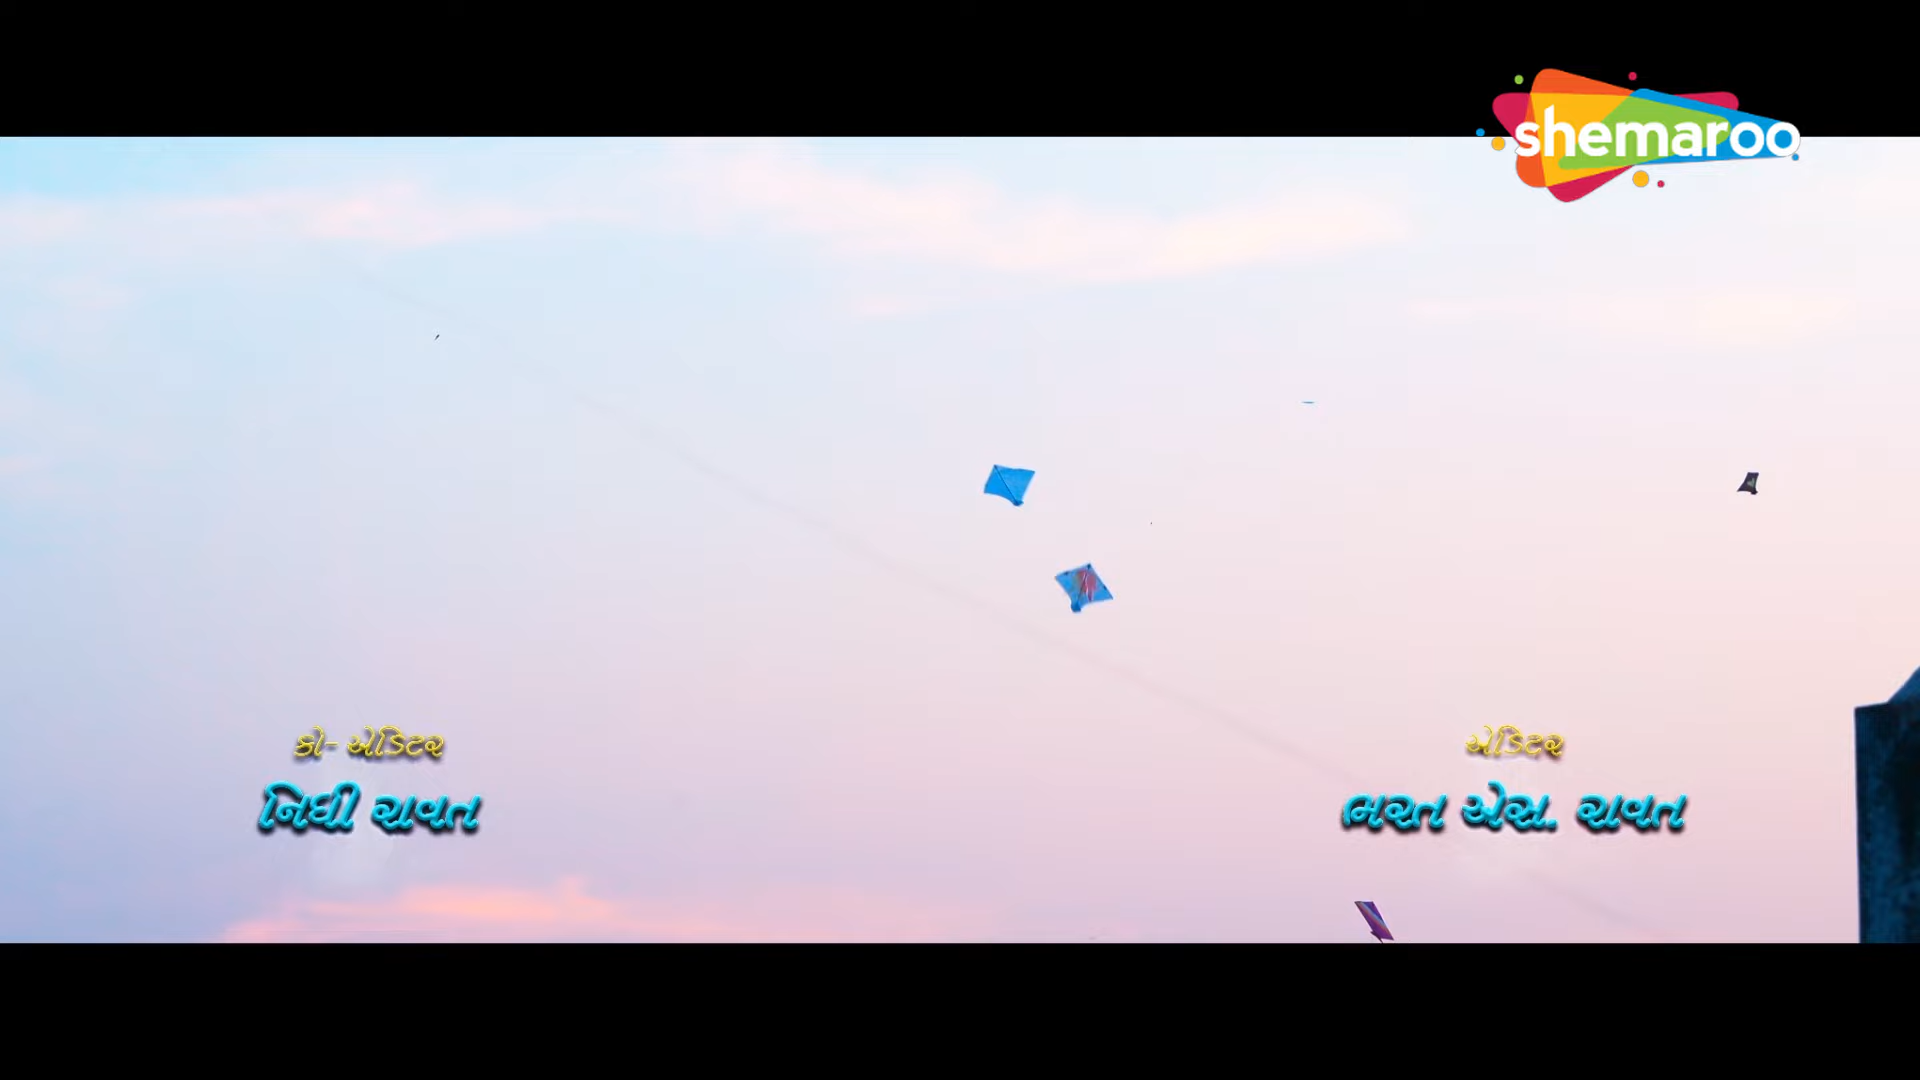 shemaroo
કો- એડિટર
નિધી રાવત
એડિટર
ભરત એસ. રાવત